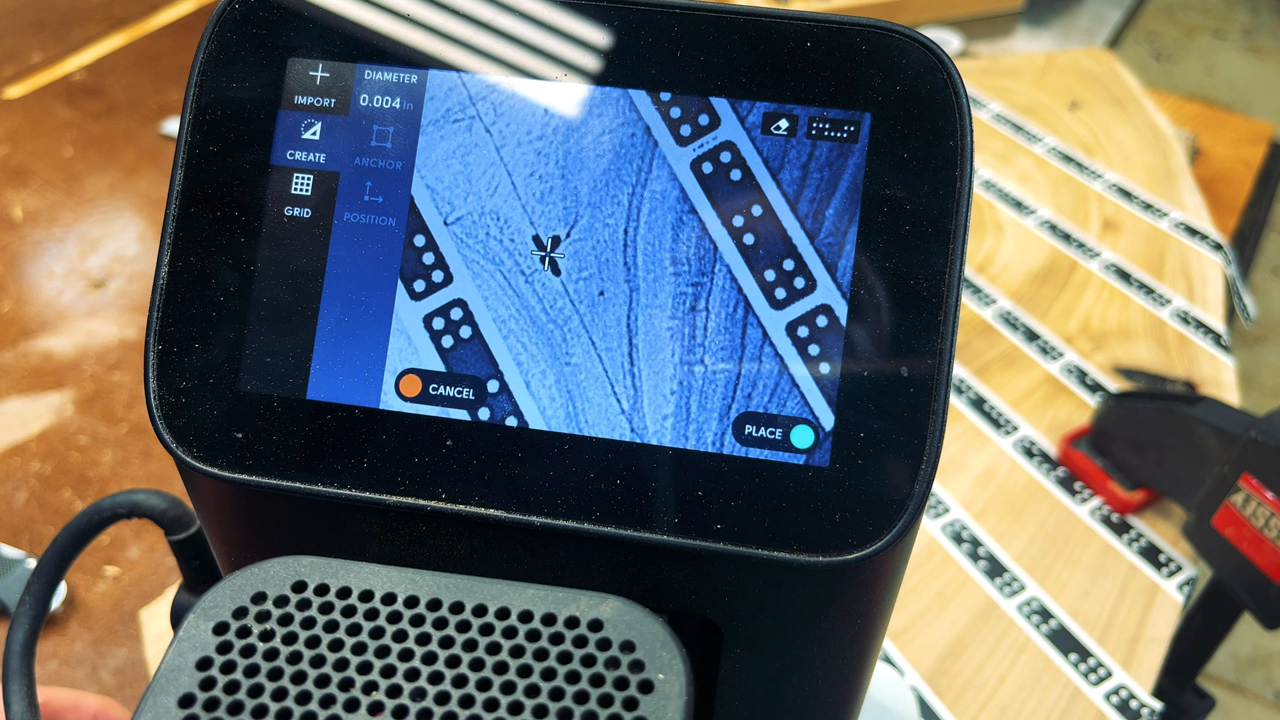 IMPORT
DIAMETER
0.004 in
CREATE
ANCHOR
GRID
POSITION
CANCEL
PLACE